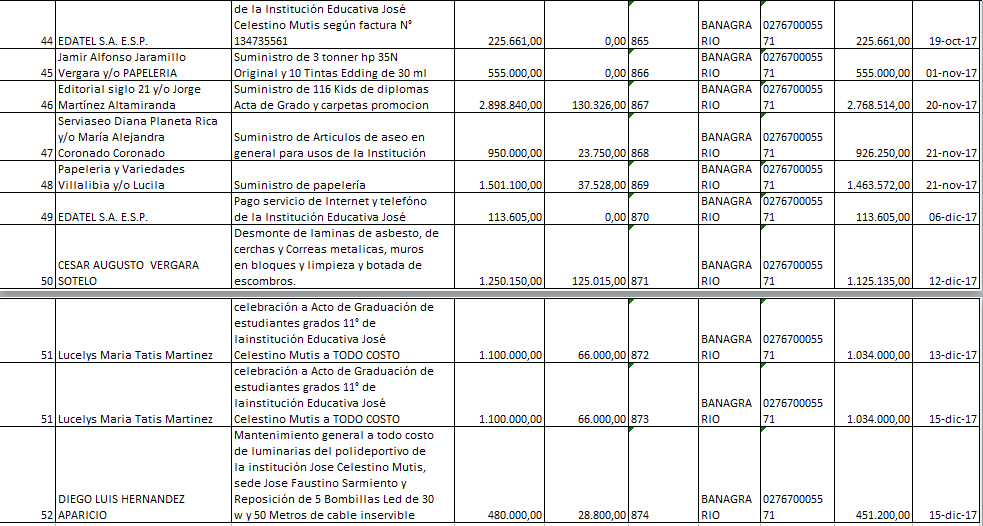 de la Institución Educativa José
Celestino Mutis según factura N°
44 EDATEL S.A. E.S.P. 134735561 225.661,00 0,00 865 BANAGRA RIO 0276700055 71 225.661,00 19-oct-17
Jamir Alfonso Jaramillo Suministro de 3 tonner hp 35N
45 Vergara y/o PAPELERIA Original y 10 Tintas Edding de 30 ml 555.000,00 0,00 866 BANAGRA RIO 0276700055 71 555.000,00 01-nov-17
Editorial siglo 21 y/o Jorge Suministro de 116 Kids de diplomas
46 Martínez Altamiranda Acta de Grado y carpetas promocion 2.898.840,00 130.326,00 867 BANAGRA RIO 0276700055 71 2.768.514,00 20-nov-17
Serviaseo Diana Planeta Rica
y/o María Alejandra Suministro de Articulos de aseo en
47 Coronado Coronado general para usos de la Institución 950.000,00 23.750,00 868 BANAGRA RIO 0276700055 71 926.250,00 21-nov-17
Papeleria y Variedades
48 Villalibia y/o Lucila Suministro de papelería 1.501.100,00 37.528,00 869 BANAGRA RIO 0276700055 71 1.463.572,00 21-nov-17
Pago servicio de Internet y telefóno
49 EDATEL S.A. E.S.P. de la Institución Educativa José 113.605,00 0,00 870 BANAGRA RIO 0276700055 71 113.605,00 06-dic-17
Desmonte de laminas de asbesto, de
cerchas y Correas metalicas, muros
CESAR AUGUSTO VERGARA en bloques y limpieza y botada de
50 SOTELO escombros. 1.250.150,00 125.015,00 871 BANAGRA RIO 0276700055 71 1.125.135,00 12-dic-17
celebración a Acto de Graduación de
estudiantes grados 11° de
Iainstitución Educativa José
51 Lucelys Maria Tatis Martinez Celestino Mutis a TODO COSTO 1.100.000,00 66.000,00 872 BANAGRA RIO 0276700055 71 1.034.000,00 13-dic-17
celebración a Acto de Graduación de
estudiantes grados 11° de
Iainstitución Educativa José
51 Lucelys Maria Tatis Martinez Celestino Mutis a TODO COSTO 1.100.000,00 66.000,00 873 BANAGRA RIO 0276700055 71 1.034.000,00 15-dic-17
Mantenimiento general a todo costo
de luminarias del polideportivo de
la institución Jose Celestino Mutis,
sede Jose Faustino Sarmiento y
DIEGO LUIS HERNANDEZ Reposición de 5 Bombillas Led de 30
52 APARICIO w y 50 Metros de cable inservible 480.000,00 28.800,00 874 BANAGRA RIO 0276700055 71 451.200,00 15-dic-17